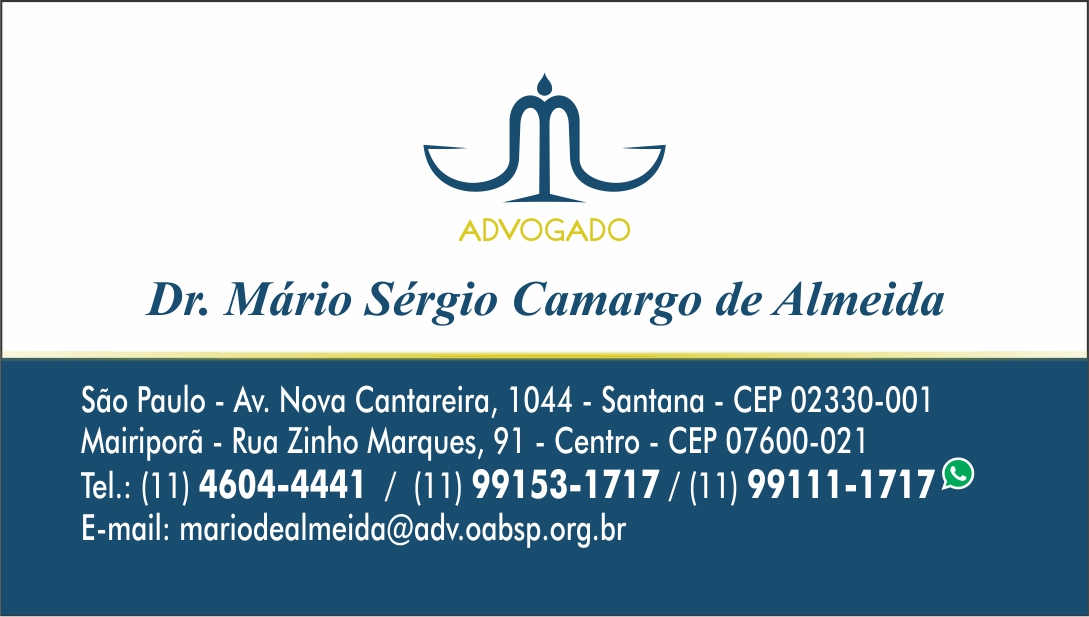 ADVOGADO
Dr. Mário Sérgio Camargo de Almeida
São Paulo - Av. Nova Cantareira, 1044 - Santana - CEP 02330-001
Mairiporã - Rua Zinho Marques, 91 - Centro - CEP 07600-021
Tel.: (11) 4604-4441 / (11) 99153-1717 / (11) 99111-1717
E-mail: mariodealmeida@adv.oabsp.org.br